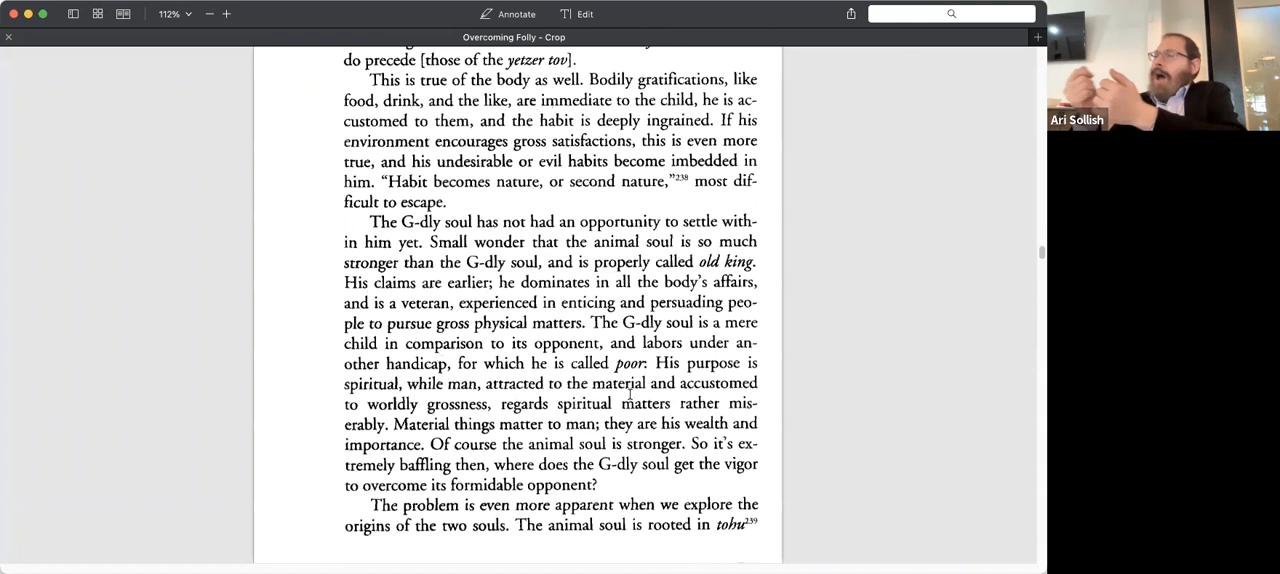 112%
Annotate
Edit
Overcoming Folly - Crop
do precede [those of the yetzer tov].
This is true of the body as well. Bodily gratifications, like
food, drink, and the like, are immediate to the child, he is ac-
customed to them, and the habit is deeply ingrained. If his
environment encourages gross satisfactions, this is even more
true, and his undesirable or evil habits become imbedded in
him. “Habit becomes nature, or second nature,”238 most dif-
ficult to escape.
The G-dly soul has not had an opportunity to settle with-
in him yet. Small wonder that the animal soul is so much
stronger than the G-dly soul, and is properly called old king.
His claims are earlier; he dominates in all the body’s affairs,
and is a veteran, experienced in enticing and persuading peo-
ple to pursue gross physical matters. The G-dly soul is a mere
child in comparison to its opponent, and labors under an-
other handicap, for which he is called poor. His purpose is
spiritual, while man, attracted to the material and accustomed
to worldly grossness, regards spiritual matters rather mis-
erably. Material things matter to man; they are his wealth and
importance. Of course the animal soul is stronger. So it’s ex-
tremely baffling then, where does the G-dly soul get the vigor
to overcome its formidable opponent?
The problem is even more apparent when we explore the
origins of the two souls. The animal soul is rooted in tohu239
Ari Sollish